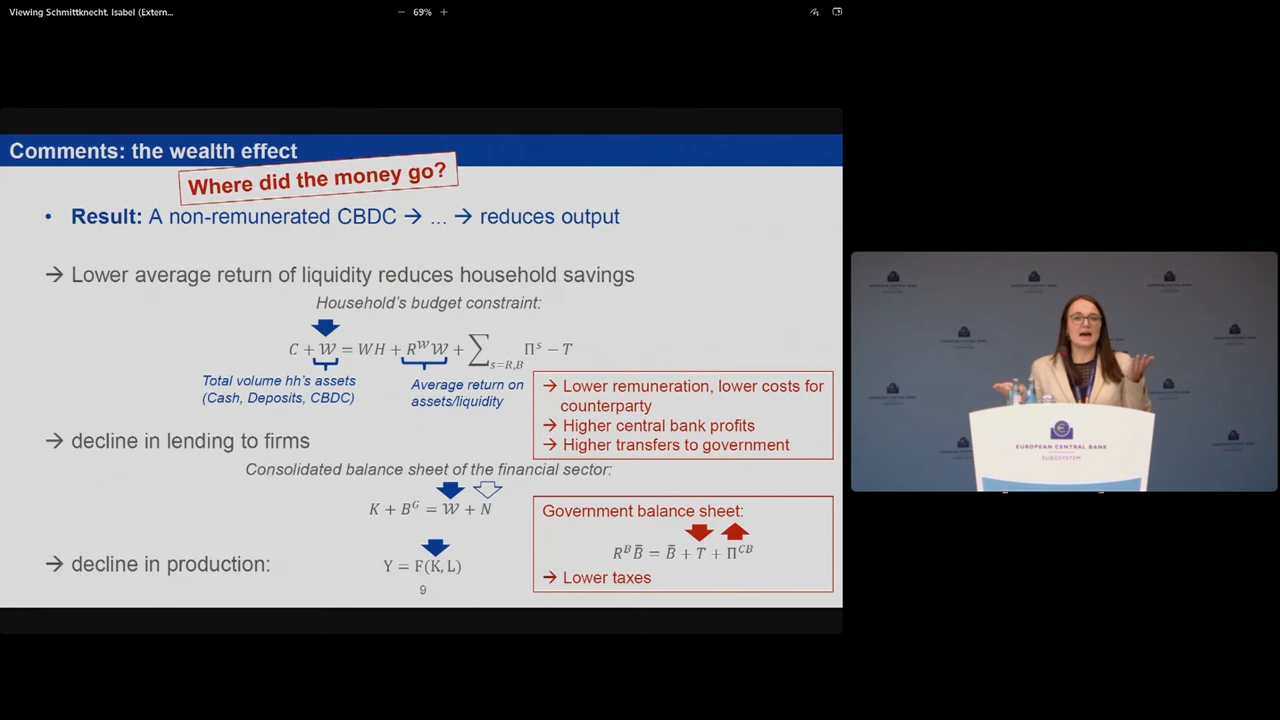 Viewing Schmittknecht, Isabel (Extern...
− 69% +
Comments: the wealth effect
Where did the money go?
• Result: A non-remunerated CBDC → ... → reduces output
→ Lower average return of liquidity reduces household savings
Household's budget constraint:
C + 𝒲 = WH + R^𝒲 𝒲 + ∑_{s=R,B} Π^s − T
Total volume hh's assets
(Cash, Deposits, CBDC)
Average return on
assets/liquidity
→ Lower remuneration, lower costs for
counterparty
→ Higher central bank profits
→ Higher transfers to government
→ decline in lending to firms
Consolidated balance sheet of the financial sector:
K + B^G = 𝒲 + N
Government balance sheet:
R^B B̄ = B̄ + T + Π^{CB}
→ Lower taxes
→ decline in production:
Y = F(K, L)
9
EUROPEAN CENTRAL BANK
EUROSYSTEM